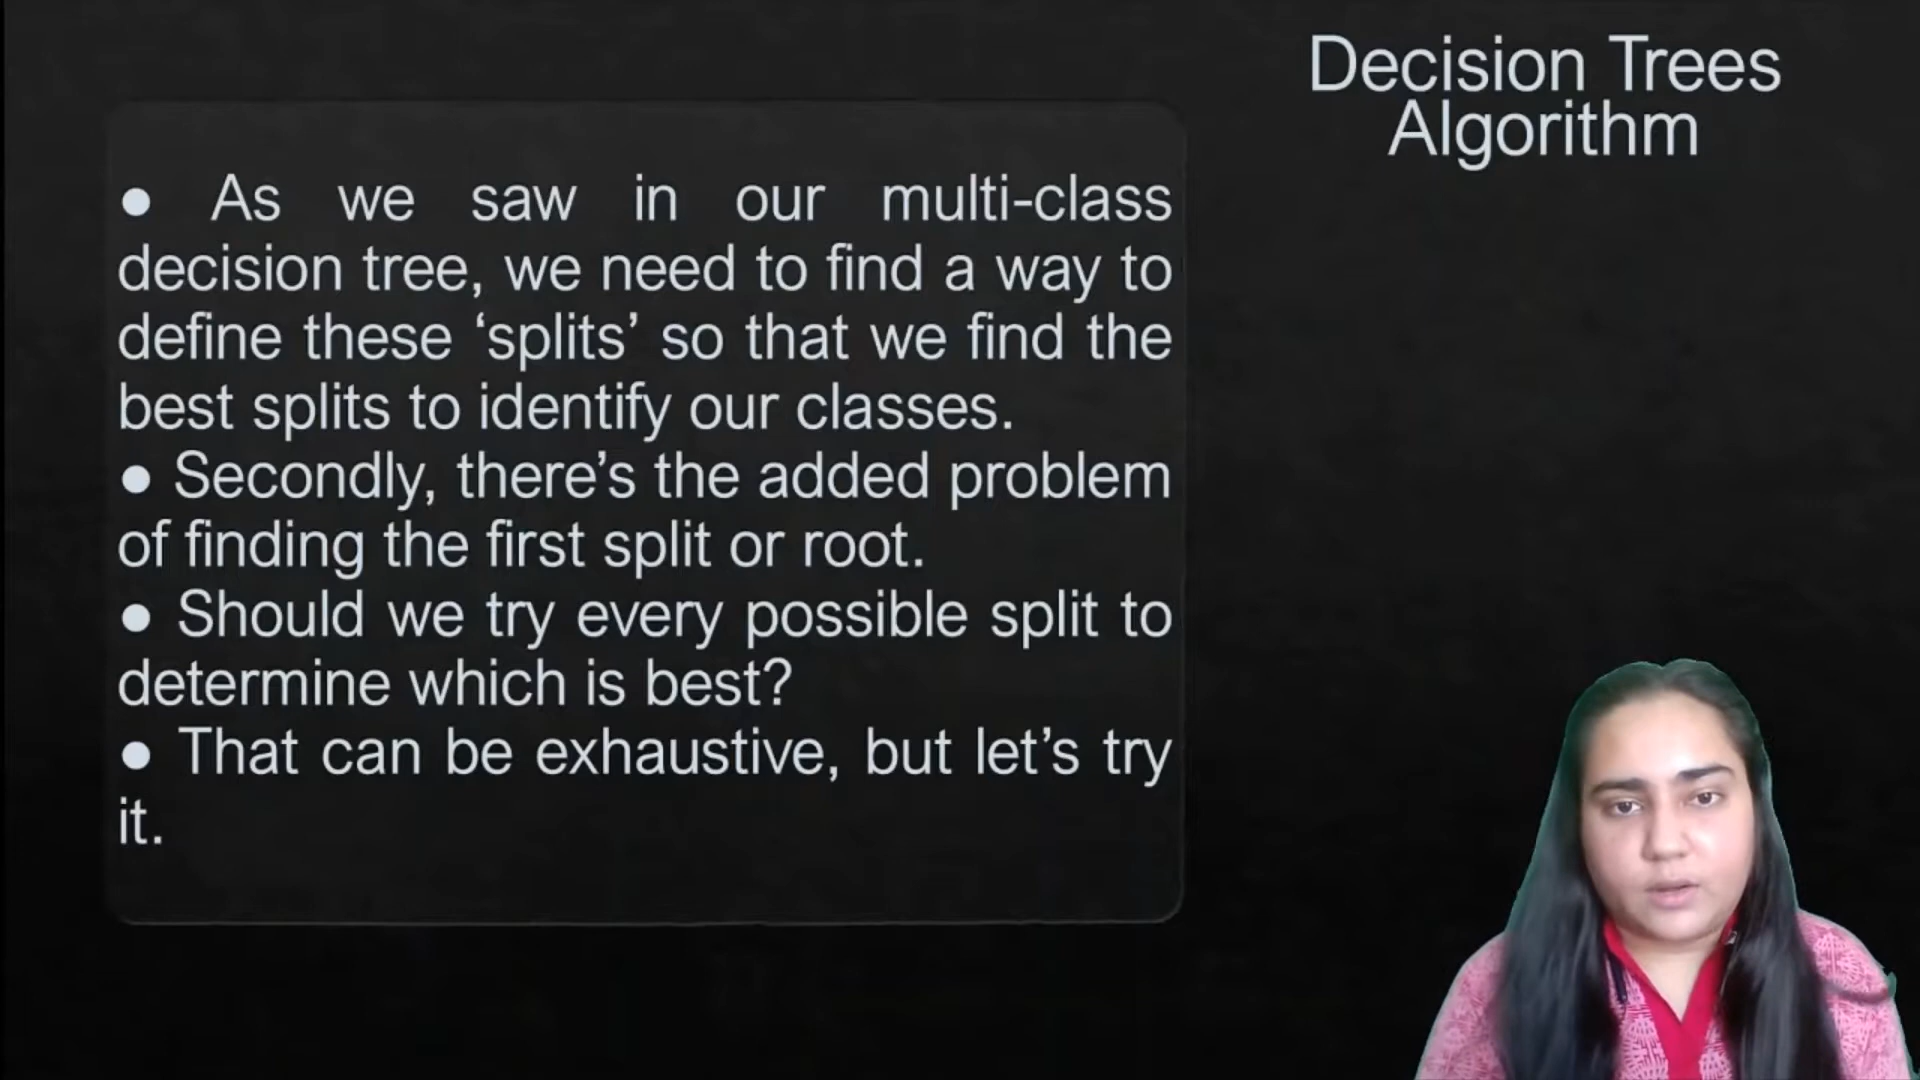 Decision Trees
Algorithm
● As we saw in our multi-class
decision tree, we need to find a way to
define these ‘splits’ so that we find the
best splits to identify our classes.
● Secondly, there’s the added problem
of finding the first split or root.
● Should we try every possible split to
determine which is best?
● That can be exhaustive, but let’s try
it.